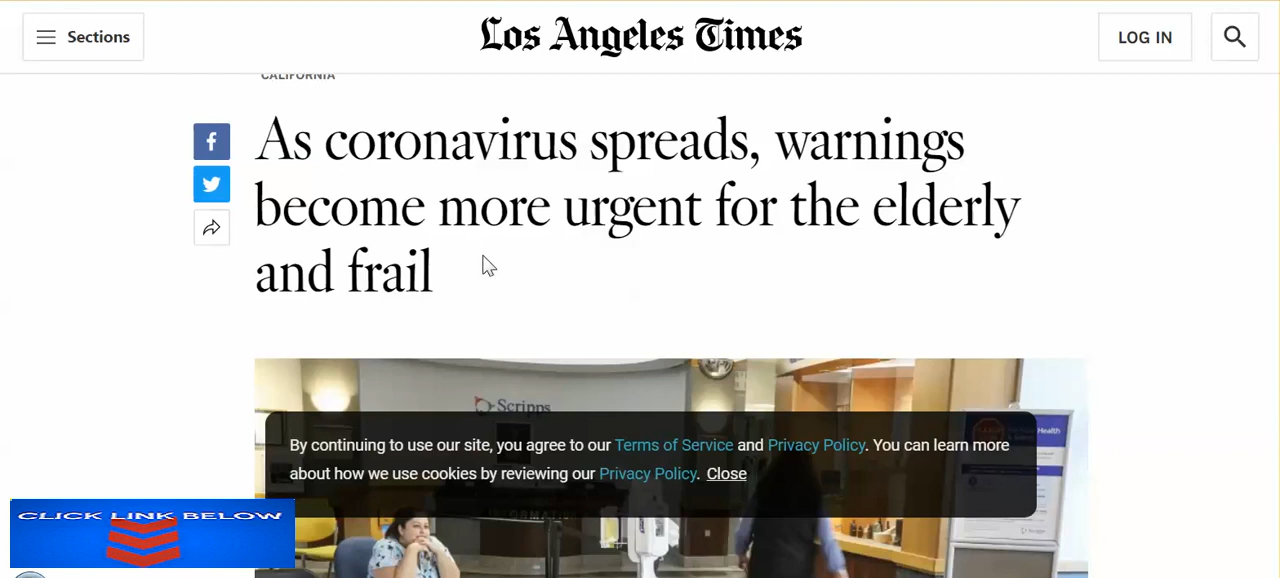 Sections
Los Angeles Times
LOG IN
CALIFORNIA
As coronavirus spreads, warnings
become more urgent for the elderly
and frail
Scripps
Health
By continuing to use our site, you agree to our Terms of Service and Privacy Policy. You can learn more
about how we use cookies by reviewing our Privacy Policy. Close
INFORMATION
CLICK LINK BELOW